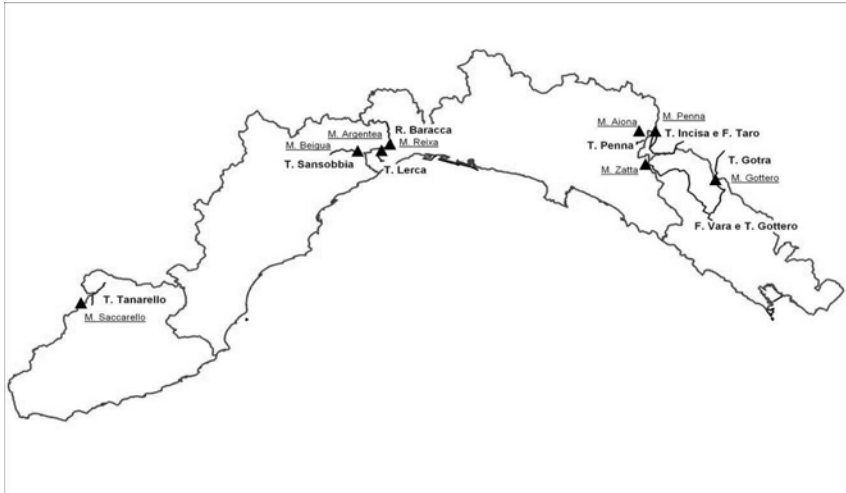 M. Penna
M. Aiona
R. Baracca
T. Incisa e F. Taro
M. Argentea
M. Reixa
T. Penna
M. Beigua
T. Gotra
T. Sansobbia
T. Lerca
M. Zatta
M. Gottero
F. Vara e T. Gottero
T. Tanarello
M. Saccarello